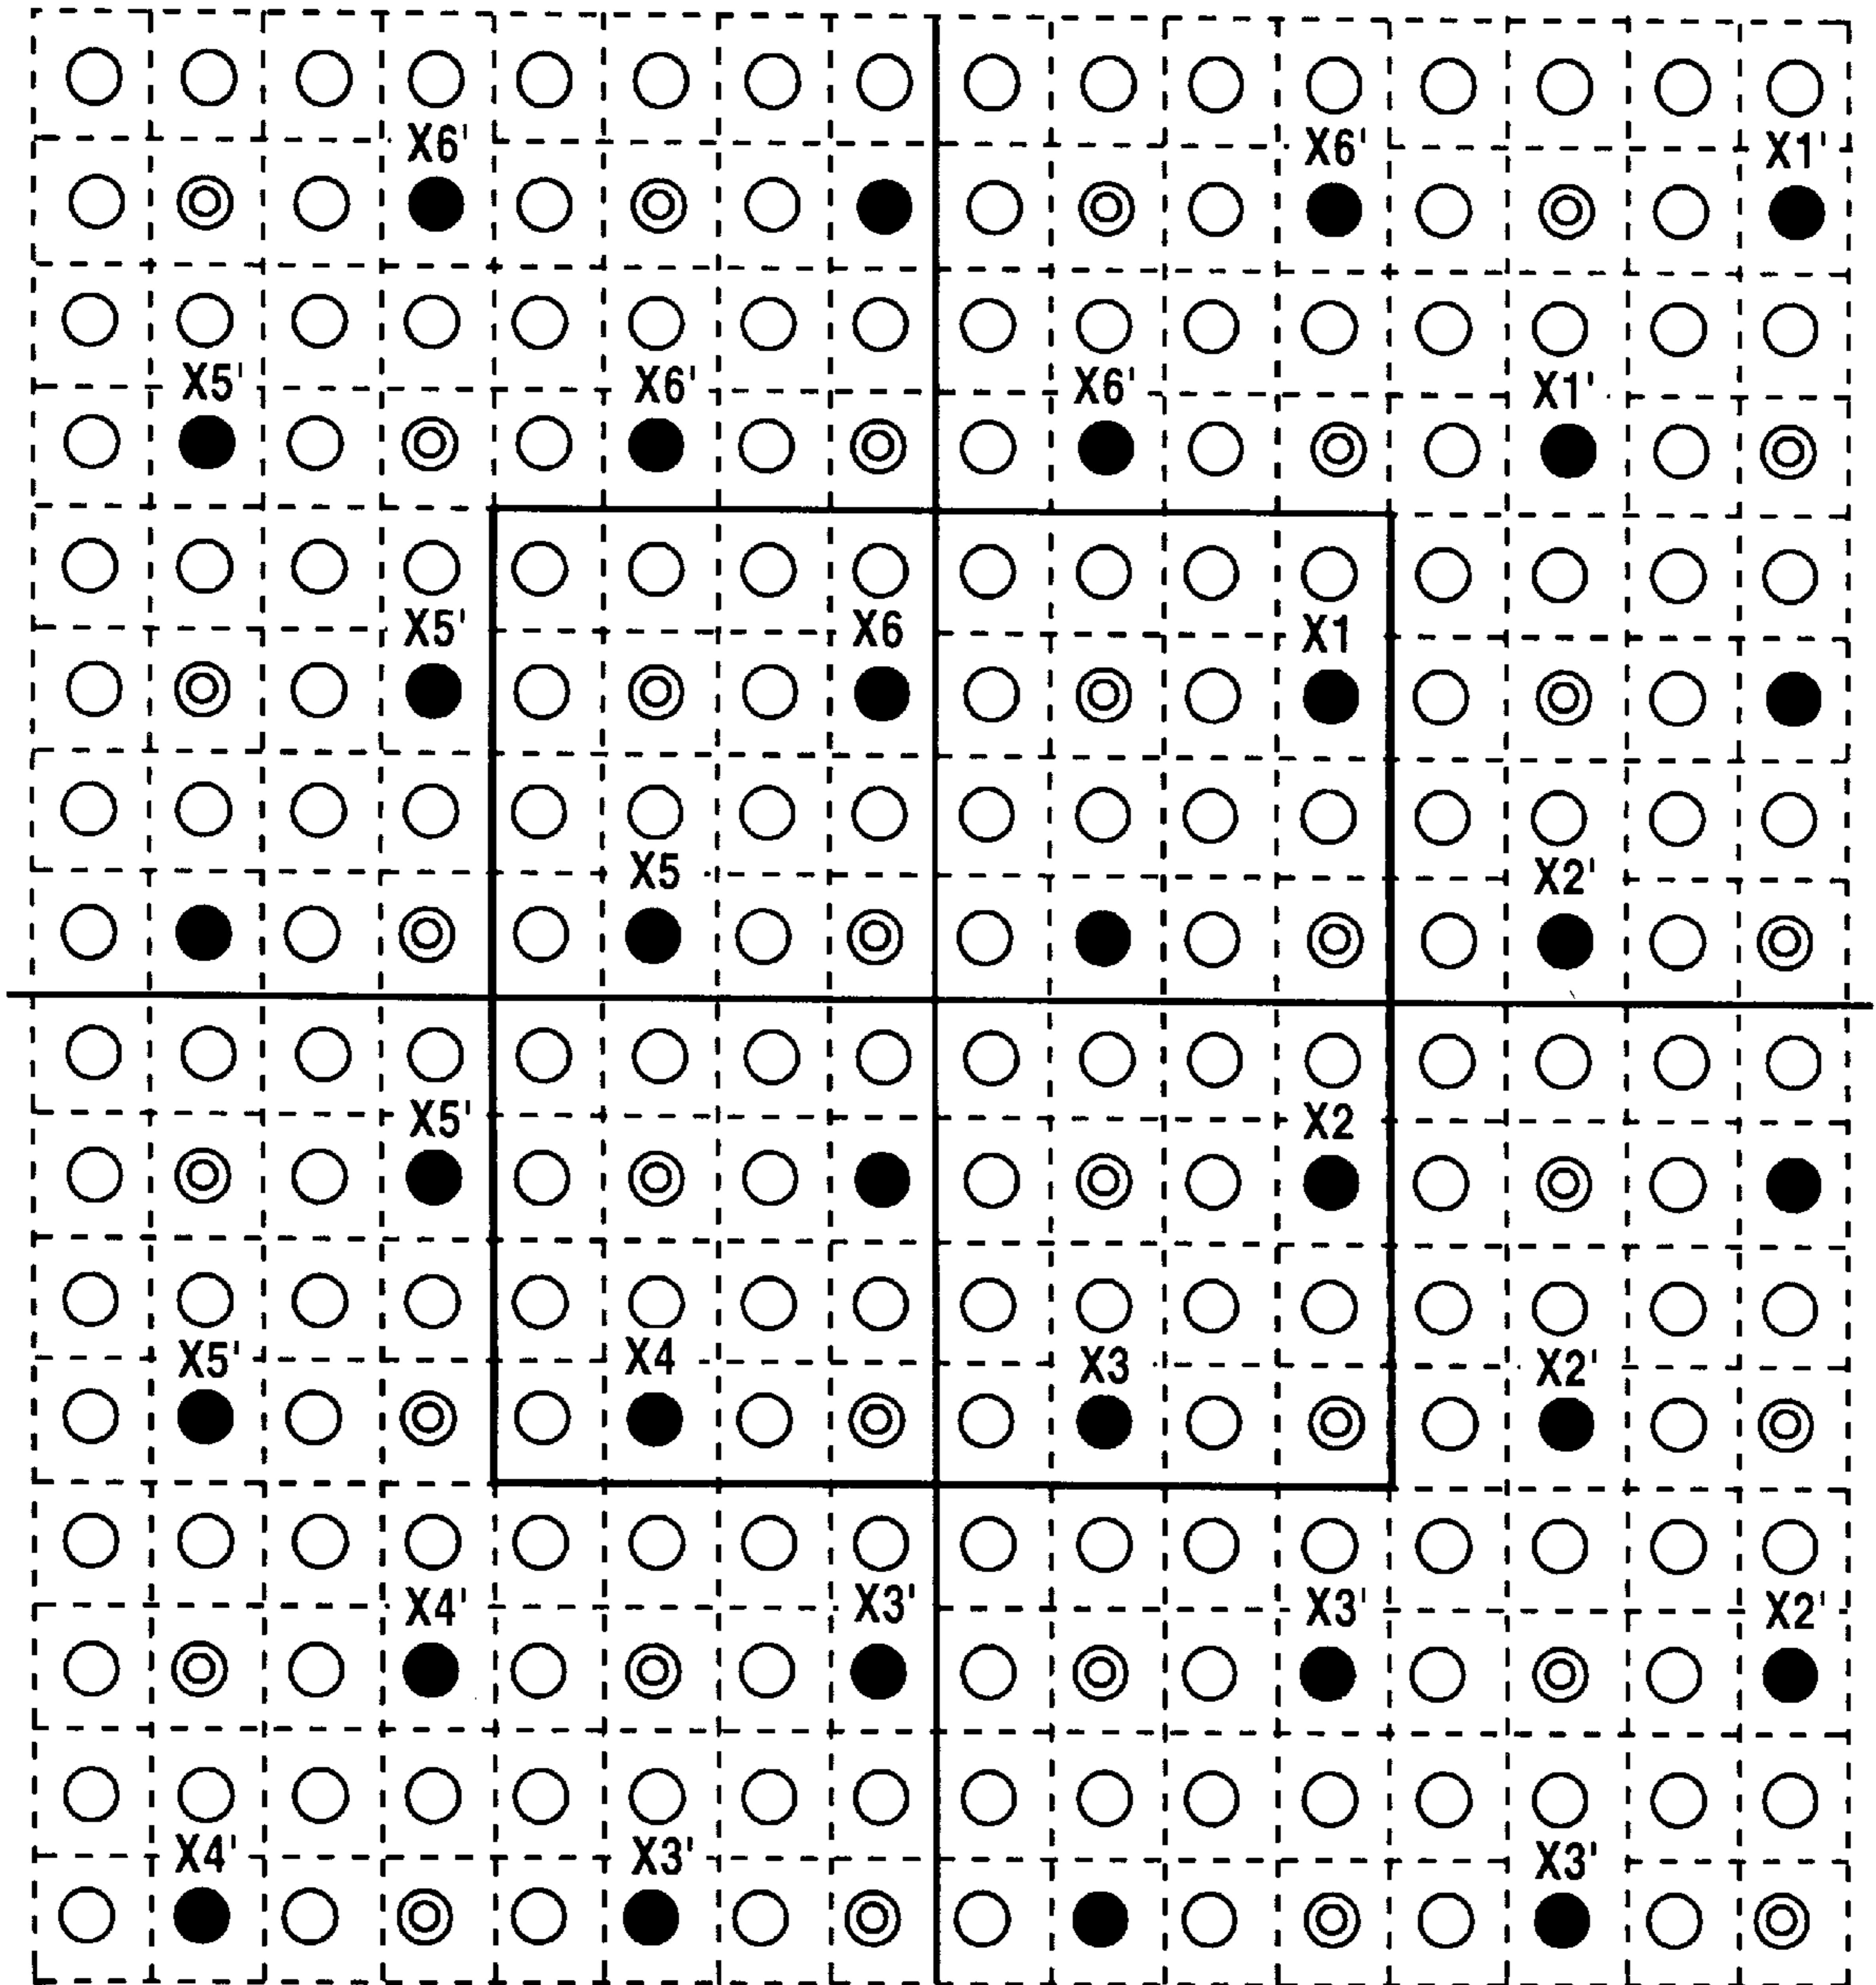 X6' X6' X1'
X5' X6' X6' X1'
X5' X6 X1
X5 X2'
X5' X2
X5' X4 X3 X2'
X4' X3' X3' X2'
X4' X3' X3'